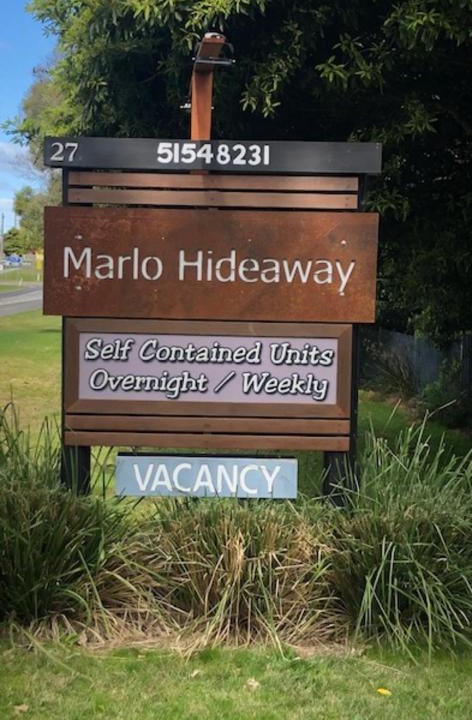 27 51548231
Marlo Hideaway
Self Contained Units
Overnight / Weekly
VACANCY